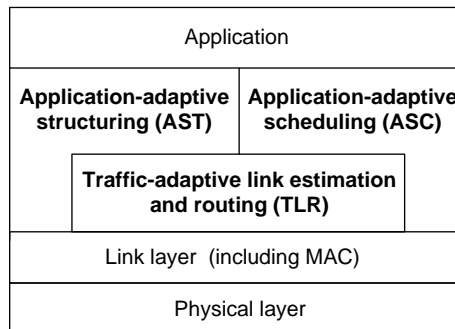 Application
Application-adaptive
structuring (AST)
Application-adaptive
scheduling (ASC)
Traffic-adaptive link estimation
and routing (TLR)
Link layer (including MAC)
Physical layer